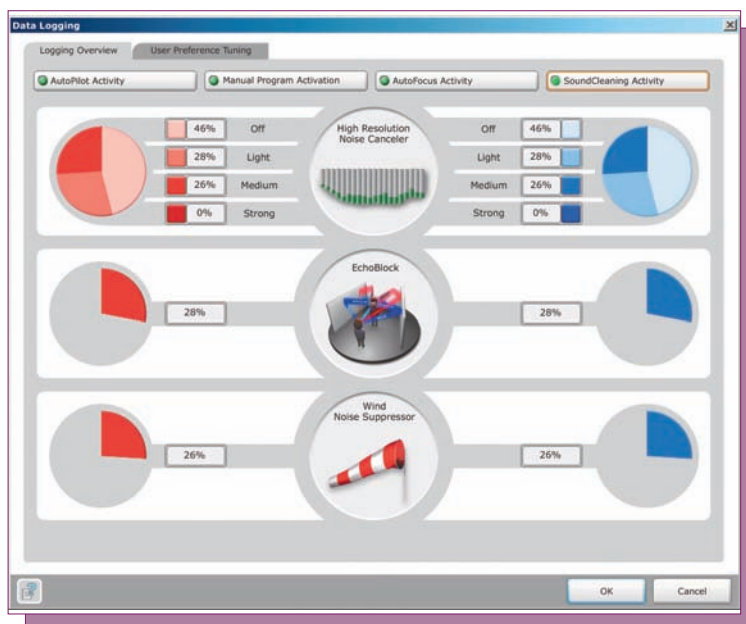 Data Logging
Logging Overview
User Preference Tuning
AutoPilot Activity
Manual Program Activation
AutoFocus Activity
SoundCleaning Activity
High Resolution
Noise Canceler
46% Off
Off 46%
28% Light
Light 28%
26% Medium
Medium 26%
0% Strong
Strong 0%
EchoBlock
28%
28%
Wind
Noise Suppressor
26%
26%
OK
Cancel